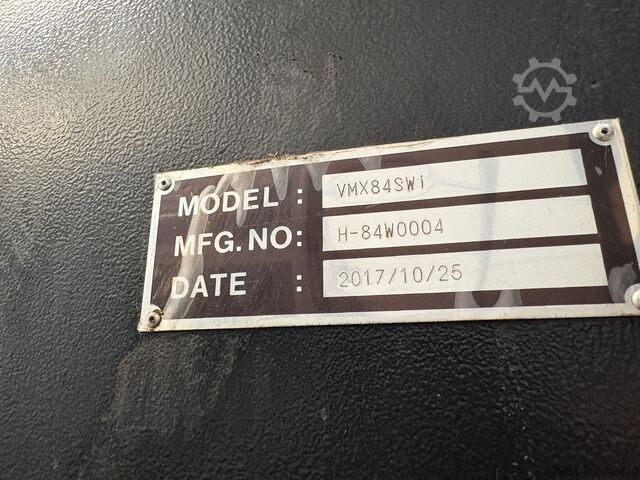 MODEL : VMX84SWi
MFG.NO: H-84W0004
DATE : 2017/10/25